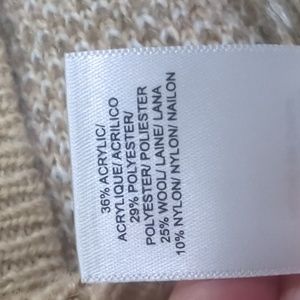 36% ACRYLIC/
ACRYLIQUE/ ACRILICO
29% POLYESTER/
POLYESTER/ POLIESTER
25% WOOL/ LAINE/ LANA
10% NYLON/ NYLON/ NAILON